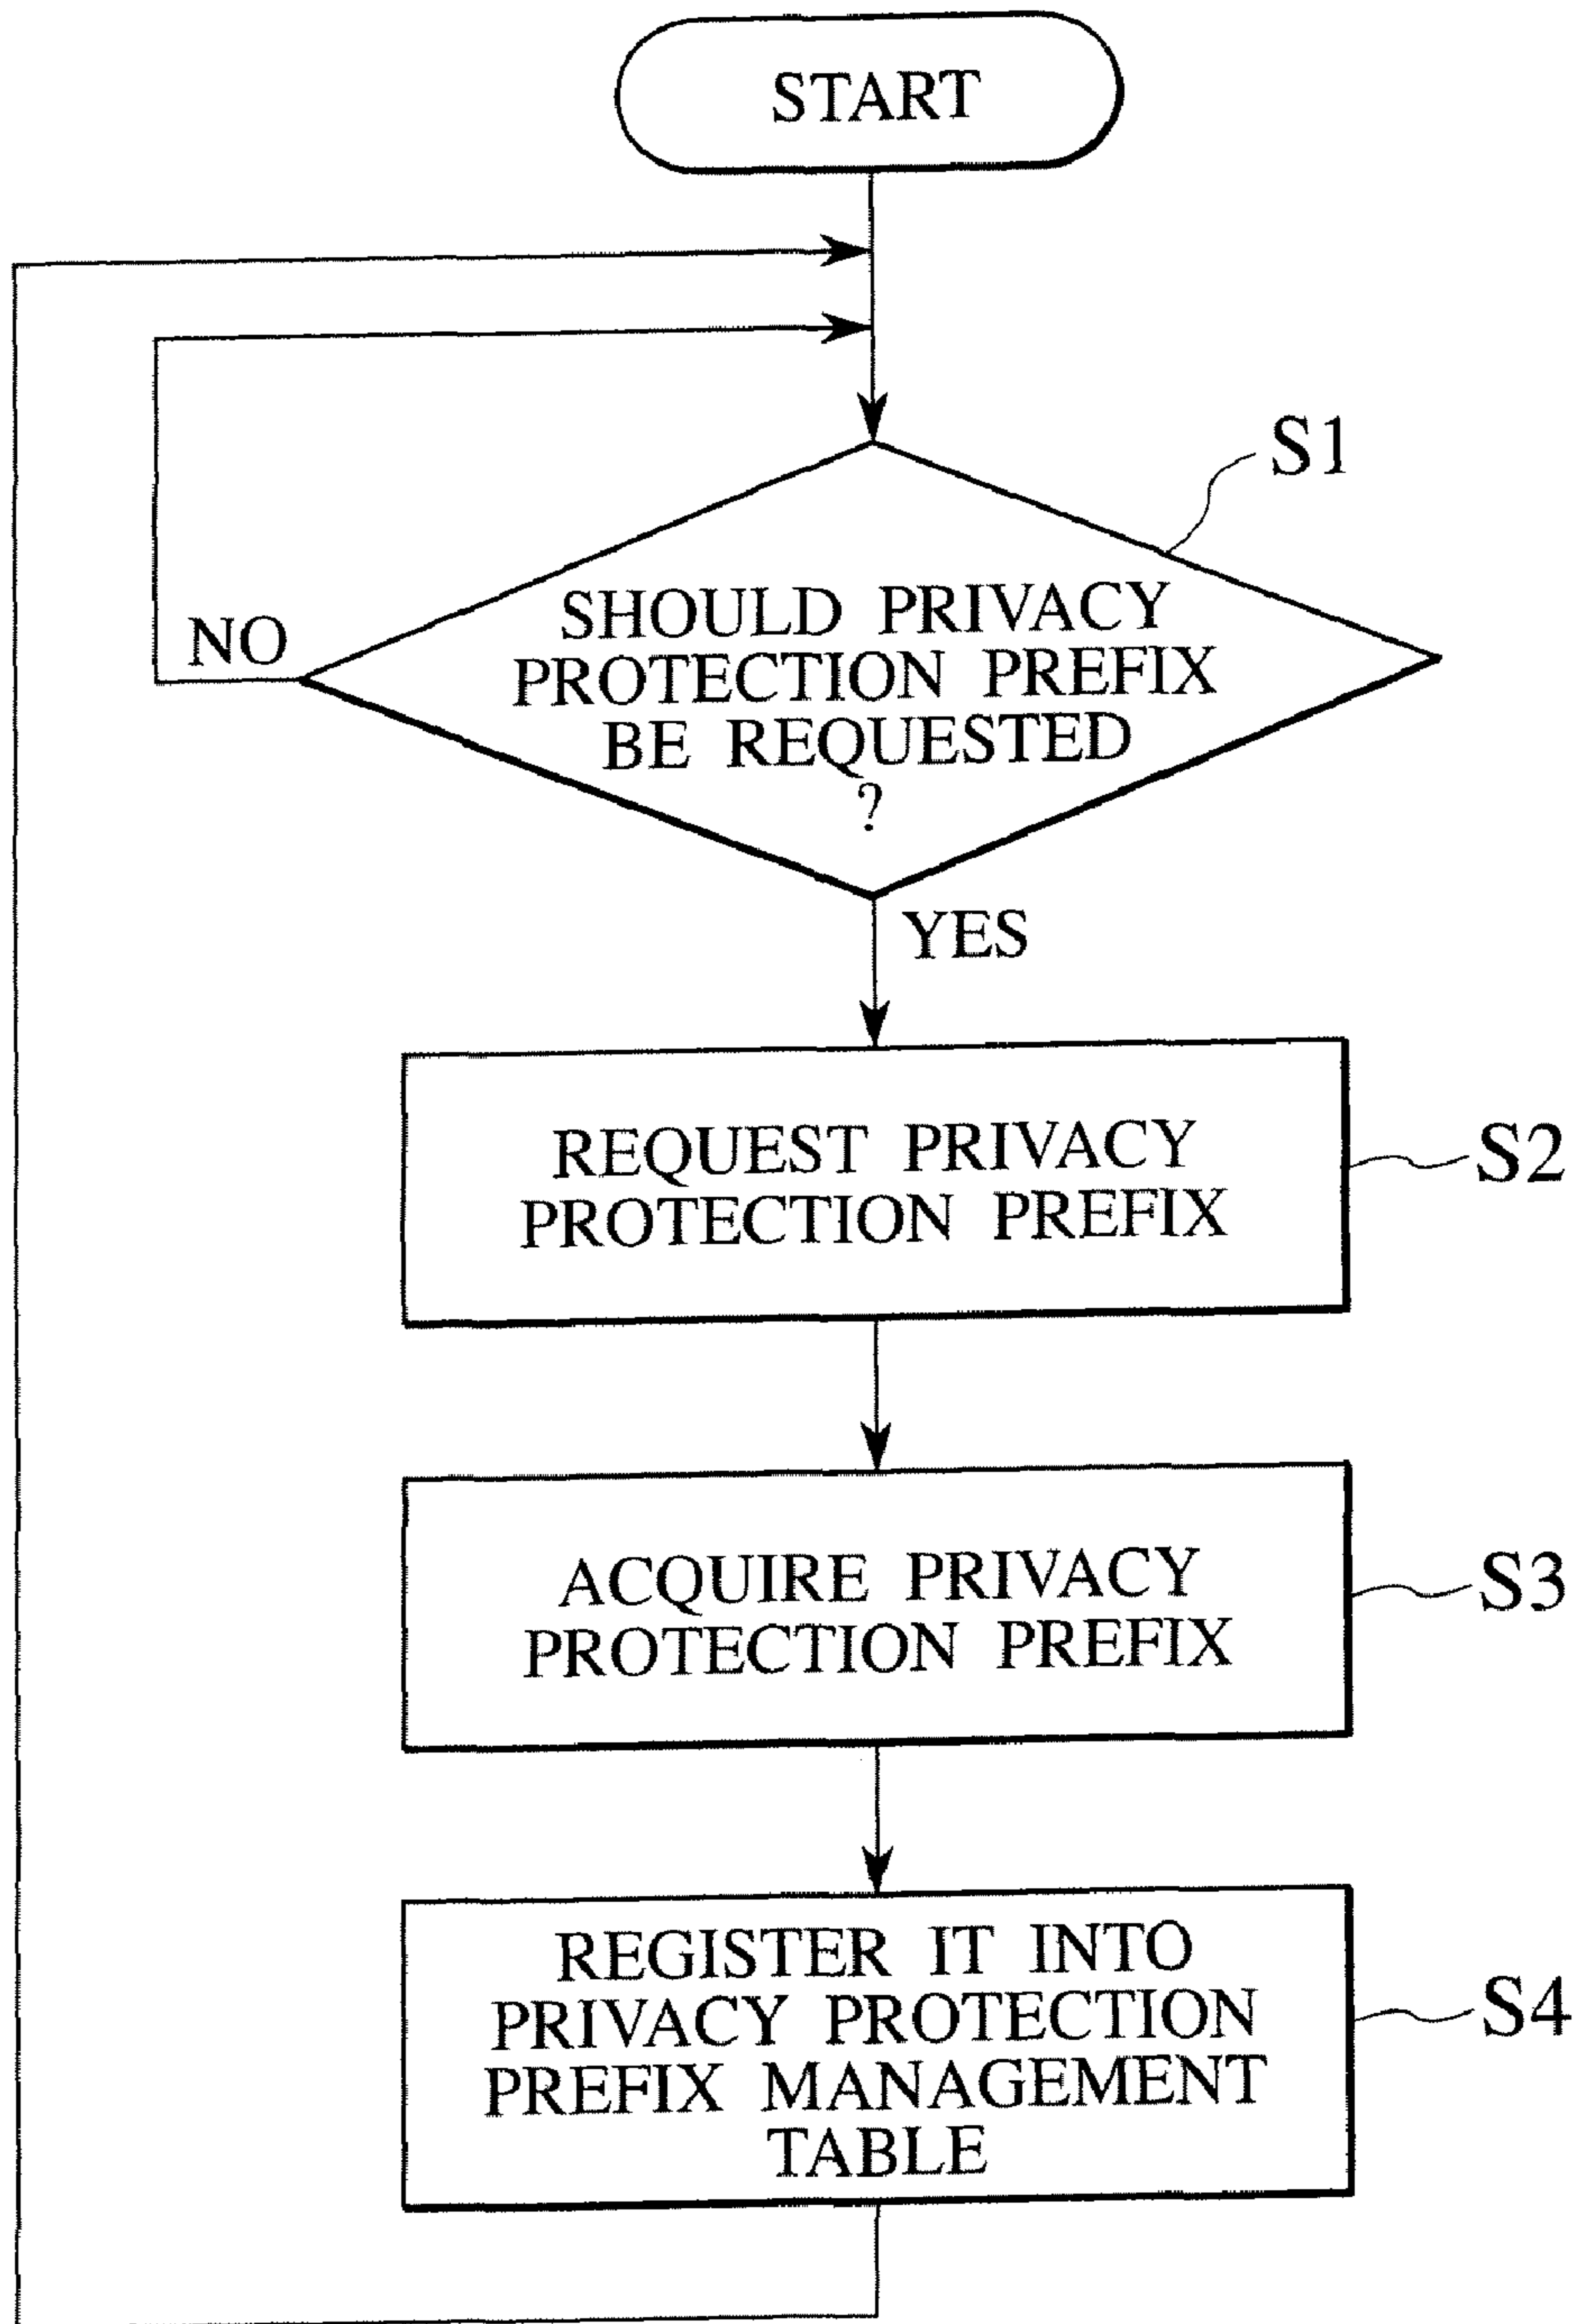 START
S1
SHOULD PRIVACY
PROTECTION PREFIX
BE REQUESTED
?
NO
YES
REQUEST PRIVACY
PROTECTION PREFIX
S2
ACQUIRE PRIVACY
PROTECTION PREFIX
S3
REGISTER IT INTO
PRIVACY PROTECTION
PREFIX MANAGEMENT
TABLE
S4